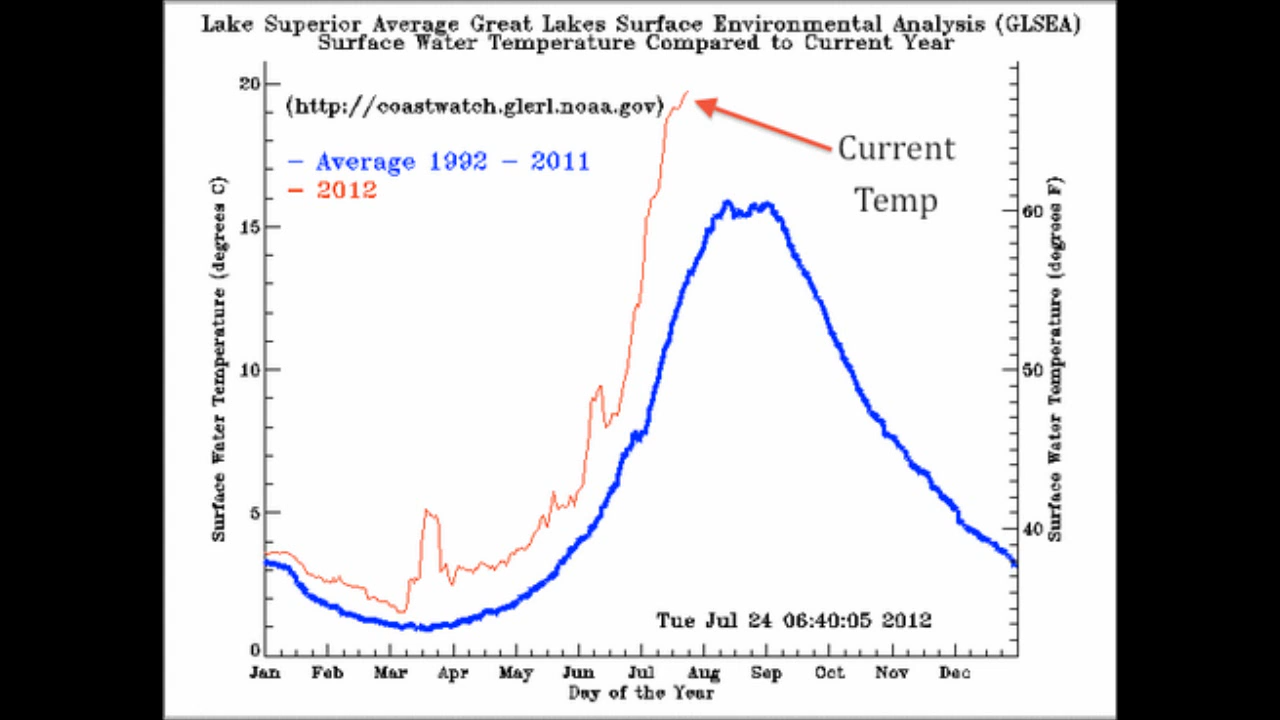 Lake Superior Average Great Lakes Surface Environmental Analysis (GLSEA)
Surface Water Temperature Compared to Current Year
(http://coastwatch.glerl.noaa.gov)
- Average 1992 - 2011
- 2012
Current
Temp
Surface Water Temperature (degrees C)
20
15
10
5
0
Surface Water Temperature (degrees F)
60
50
40
Tue Jul 24 06:40:05 2012
Jan Feb Mar Apr May Jun Jul Aug Sep Oct Nov Dec
Day of the Year